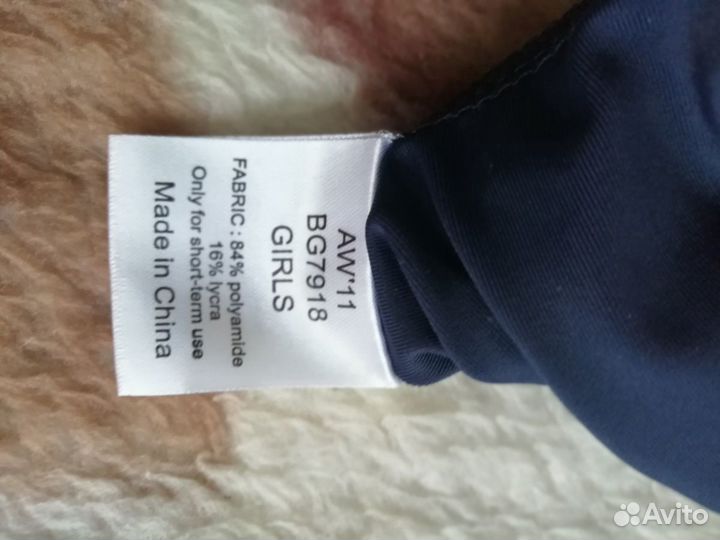 AW'11
BG7918
GIRLS
FABRIC : 84% polyamide
16% lycra
Only for short-term use
Made in China
Avito